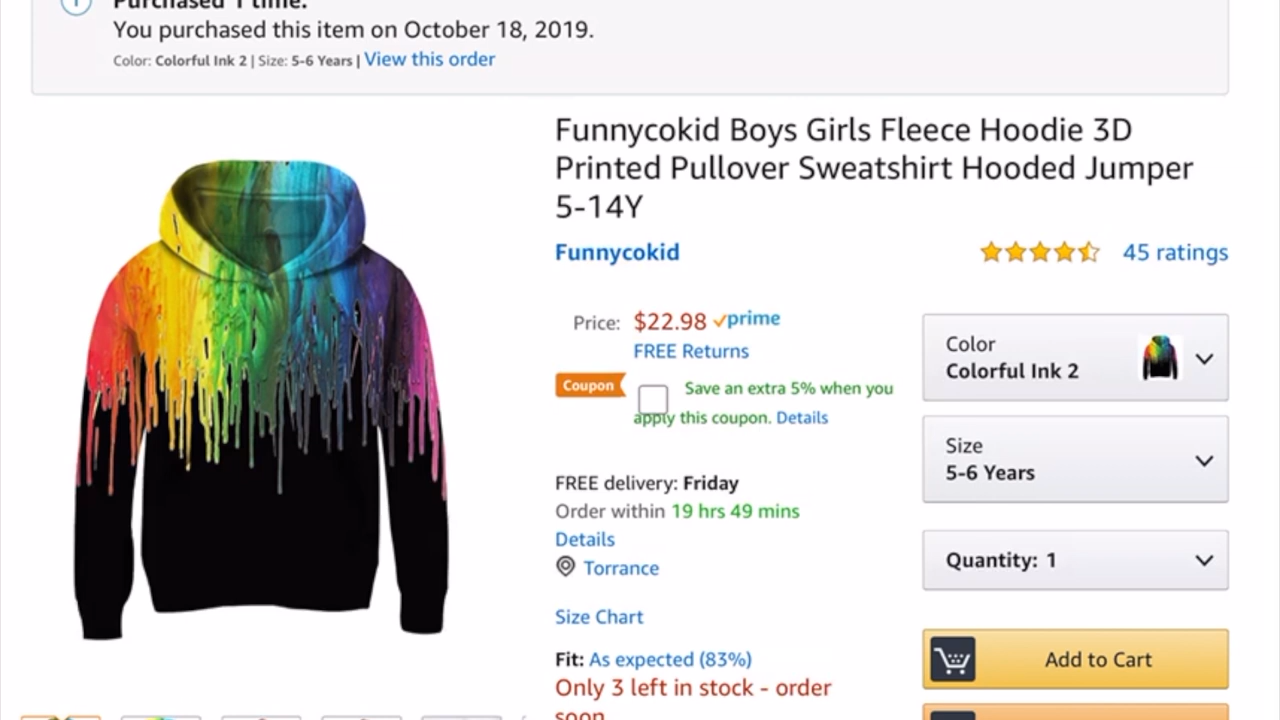 Purchased 1 time.
You purchased this item on October 18, 2019.
Color: Colorful Ink 2 | Size: 5-6 Years | View this order
Funnycokid Boys Girls Fleece Hoodie 3D
Printed Pullover Sweatshirt Hooded Jumper
5-14Y
Funnycokid
45 ratings
Price: $22.98 prime
FREE Returns
Coupon Save an extra 5% when you
apply this coupon. Details
FREE delivery: Friday
Order within 19 hrs 49 mins
Details
Torrance
Size Chart
Fit: As expected (83%)
Only 3 left in stock - order
soon
Color
Colorful Ink 2
Size
5-6 Years
Quantity: 1
Add to Cart